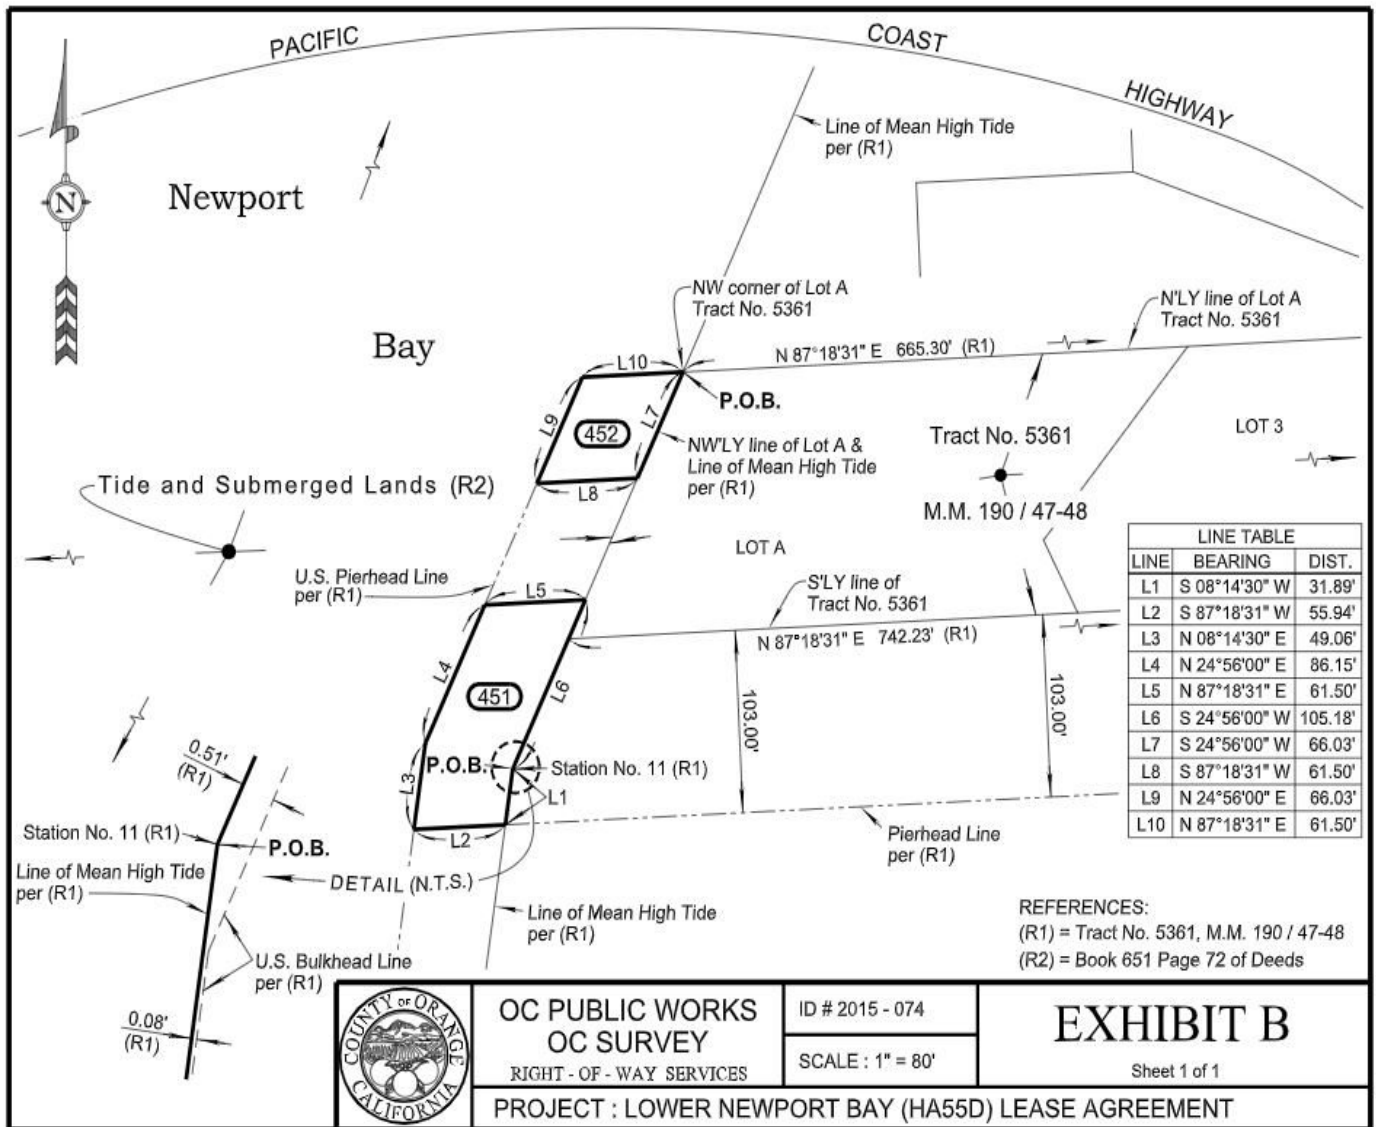 PACIFIC
COAST
HIGHWAY
Line of Mean High Tide
per (R1)
N
Newport
Bay
NW corner of Lot A
Tract No. 5361
N'LY line of Lot A
Tract No. 5361
N 87°18'31" E 665.30' (R1)
L10
P.O.B.
L9
L7
452
L8
NW'LY line of Lot A &
Line of Mean High Tide
per (R1)
Tract No. 5361
M.M. 190 / 47-48
LOT 3
Tide and Submerged Lands (R2)
LOT A
U.S. Pierhead Line
per (R1)
L5
S'LY line of
Tract No. 5361
N 87°18'31" E 742.23' (R1)
L4
451
L6
103.00'
103.00'
P.O.B.
Station No. 11 (R1)
L3
L1
L2
Pierhead Line
per (R1)
LINE TABLE
LINE BEARING DIST.
L1 S 08°14'30" W 31.89'
L2 S 87°18'31" W 55.94'
L3 N 08°14'30" E 49.06'
L4 N 24°56'00" E 86.15'
L5 N 87°18'31" E 61.50'
L6 S 24°56'00" W 105.18'
L7 S 24°56'00" W 66.03'
L8 S 87°18'31" W 61.50'
L9 N 24°56'00" E 66.03'
L10 N 87°18'31" E 61.50'
0.51'
(R1)
Station No. 11 (R1)
P.O.B.
Line of Mean High Tide
per (R1)
DETAIL (N.T.S.)
Line of Mean High Tide
per (R1)
U.S. Bulkhead Line
per (R1)
0.08'
(R1)
REFERENCES:
(R1) = Tract No. 5361, M.M. 190 / 47-48
(R2) = Book 651 Page 72 of Deeds
COUNTY OF ORANGE
CALIFORNIA
OC PUBLIC WORKS
OC SURVEY
RIGHT - OF - WAY SERVICES
ID # 2015 - 074
SCALE : 1" = 80'
EXHIBIT B
Sheet 1 of 1
PROJECT : LOWER NEWPORT BAY (HA55D) LEASE AGREEMENT